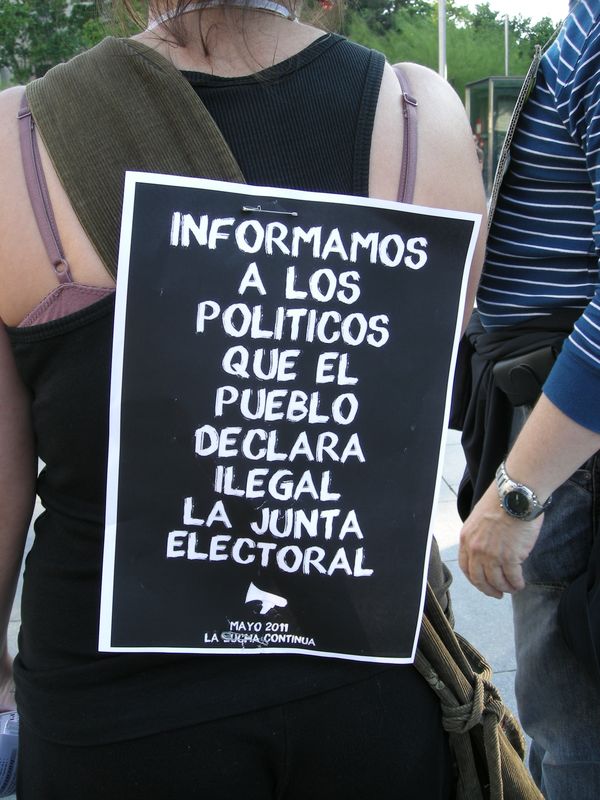 INFORMAMOS
A LOS
POLITICOS
QUE EL
PUEBLO
DECLARA
ILEGAL
LA JUNTA
ELECTORAL
MAYO 2011
LA LUCHA CONTINUA